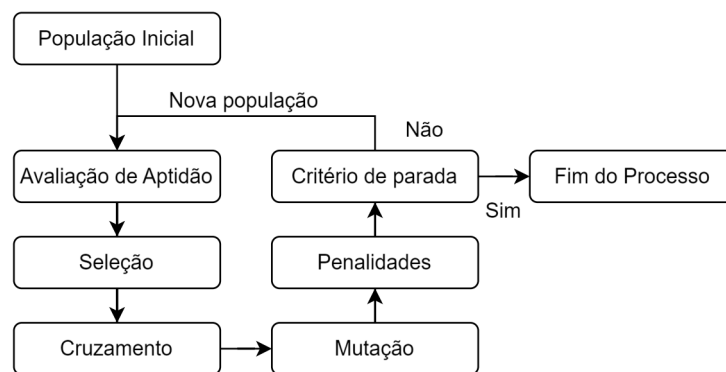 População Inicial
Nova população
Não
Avaliação de Aptidão
Critério de parada
Fim do Processo
Sim
Seleção
Penalidades
Cruzamento
Mutação